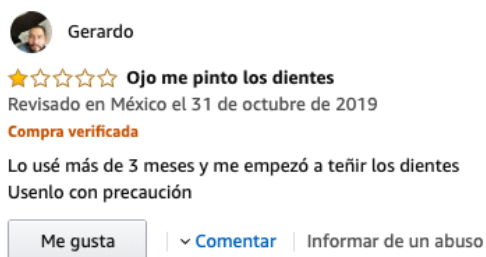 Gerardo
Ojo me pinto los dientes
Revisado en México el 31 de octubre de 2019
Compra verificada
Lo usé más de 3 meses y me empezó a teñir los dientes
Usenlo con precaución
Me gusta Comentar Informar de un abuso